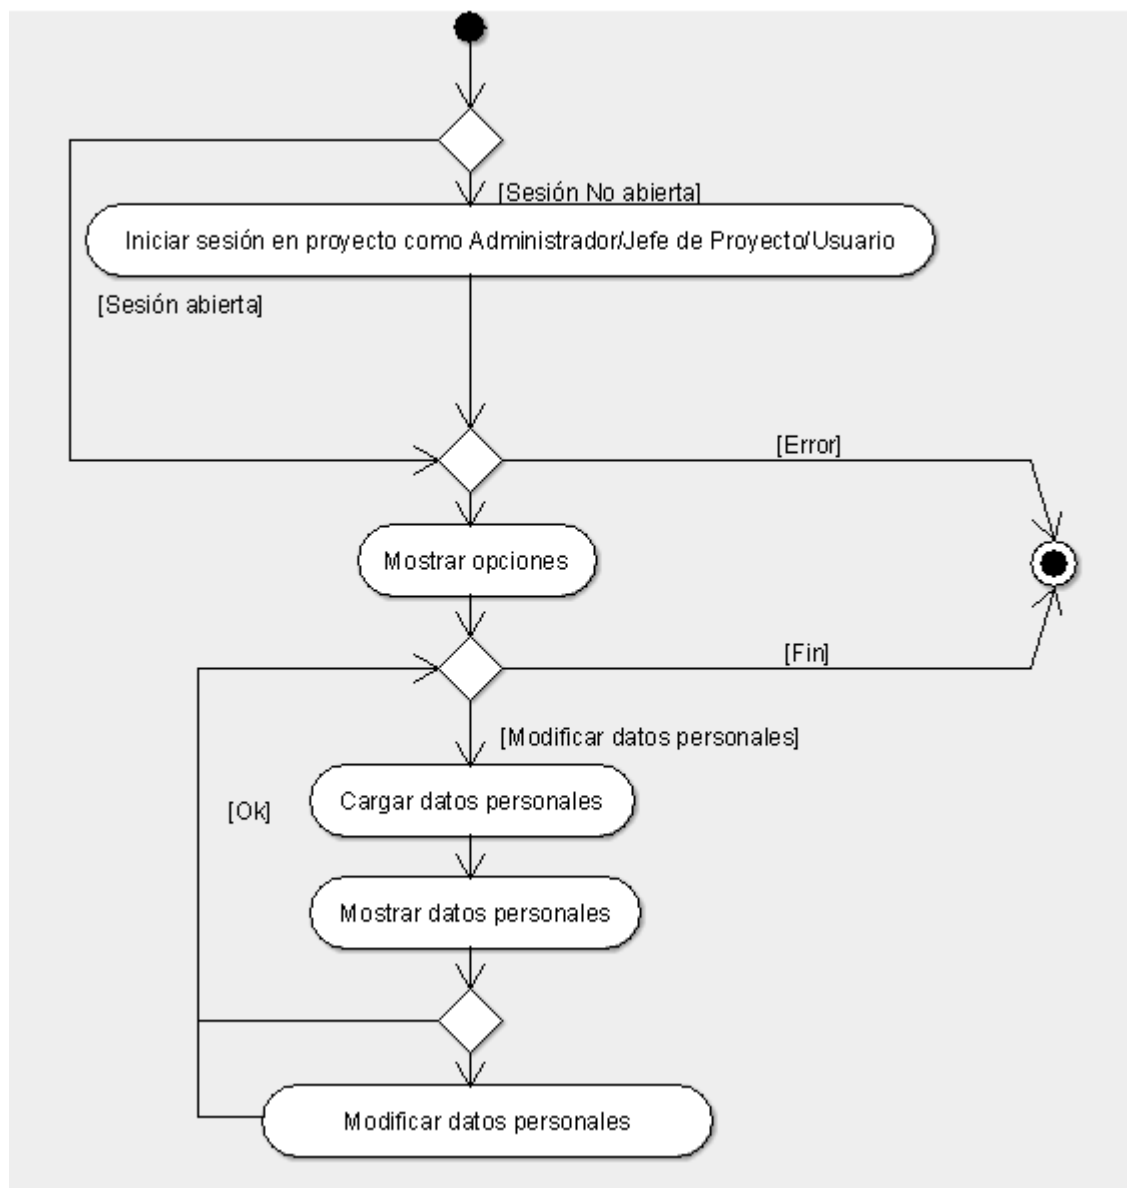 [Sesión No abierta]
Iniciar sesión en proyecto como Administrador/Jefe de Proyecto/Usuario
[Sesión abierta]
[Error]
Mostrar opciones
[Fin]
[Modificar datos personales]
Cargar datos personales
[Ok]
Mostrar datos personales
Modificar datos personales